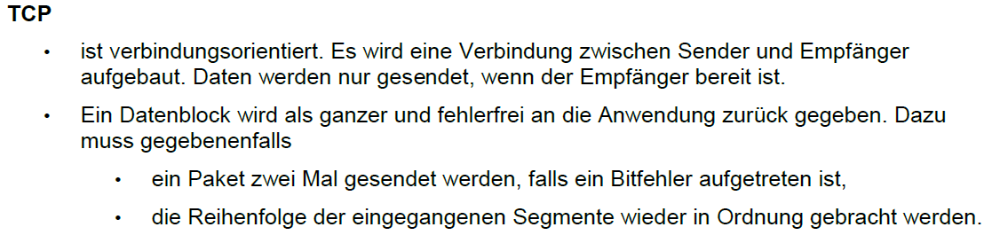 TCP
• ist verbindungsorientiert. Es wird eine Verbindung zwischen Sender und Empfänger
aufgebaut. Daten werden nur gesendet, wenn der Empfänger bereit ist.
• Ein Datenblock wird als ganzer und fehlerfrei an die Anwendung zurück gegeben. Dazu
muss gegebenenfalls
• ein Paket zwei Mal gesendet werden, falls ein Bitfehler aufgetreten ist,
• die Reihenfolge der eingegangenen Segmente wieder in Ordnung gebracht werden.